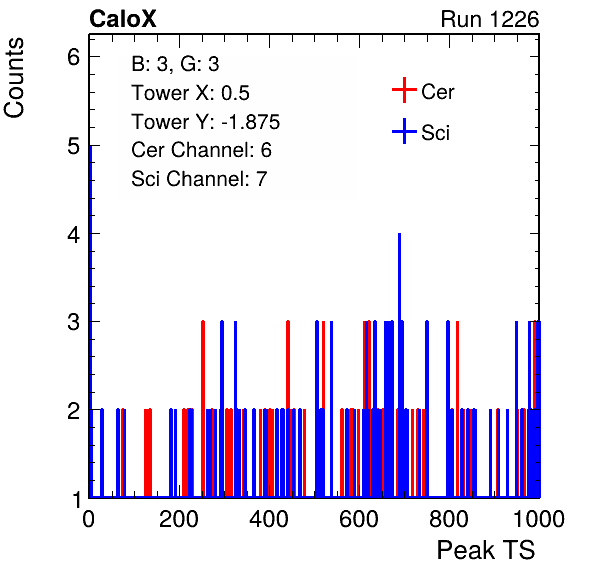 CaloX
Run 1226
Counts
B: 3, G: 3
Tower X: 0.5
Tower Y: -1.875
Cer Channel: 6
Sci Channel: 7
Cer
Sci
6
5
4
3
2
1
0 200 400 600 800 1000
Peak TS